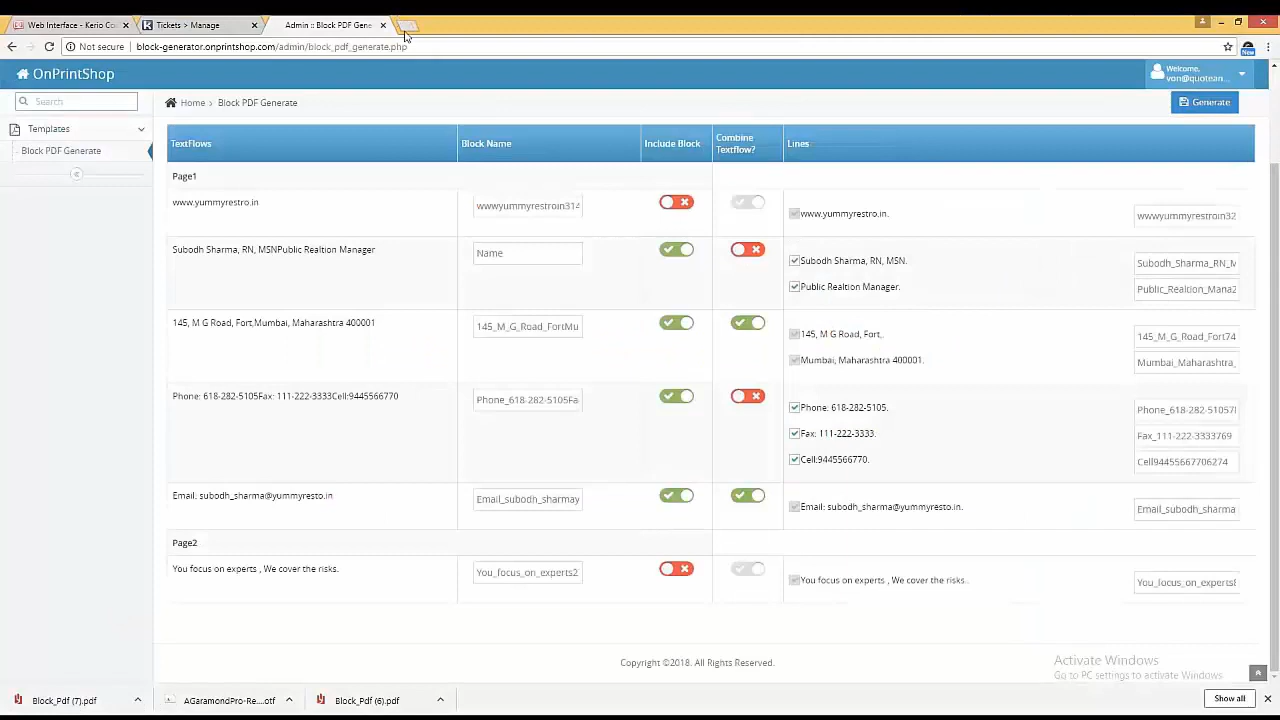 Web Interface - Kerio Co
Tickets > Manage
Admin :: Block PDF Gene
Not secure
block-generator.onprintshop.com/admin/block_pdf_generate.php
New
OnPrintShop
Welcome,
von@quotean...
Search
Home > Block PDF Generate
Generate
Templates
Block PDF Generate
TextFlows
Block Name
Include Block
Combine Textflow?
Lines
Page1
www.yummyrestro.in
wwwyummyrestroin314
www.yummyrestro.in.
wwwyummyrestroin32
Subodh Sharma, RN, MSNPublic Realtion Manager
Name
Subodh Sharma, RN, MSN.
Subodh_Sharma_RN_M
Public Realtion Manager.
Public_Realtion_Mana2
145, M G Road, Fort,Mumbai, Maharashtra 400001
145_M_G_Road_FortMu
145, M G Road, Fort,.
145_M_G_Road_Fort74
Mumbai, Maharashtra 400001.
Mumbai_Maharashtra_
Phone: 618-282-5105Fax: 111-222-3333Cell:9445566770
Phone_618-282-5105Fa
Phone: 618-282-5105.
Phone_618-282-51057
Fax: 111-222-3333.
Fax_111-222-3333769
Cell:9445566770.
Cell94455667706274
Email: subodh_sharma@yummyresto.in
Email_subodh_sharmay
Email: subodh_sharma@yummyresto.in.
Email_subodh_sharma
Page2
You focus on experts , We cover the risks.
You_focus_on_experts2
You focus on experts , We cover the risks..
You_focus_on_experts
Copyright ©2018. All Rights Reserved.
Activate Windows
Go to PC settings to activate Windows.
Block_Pdf (7).pdf
AGaramondPro-Re....otf
Block_Pdf (6).pdf
Show all